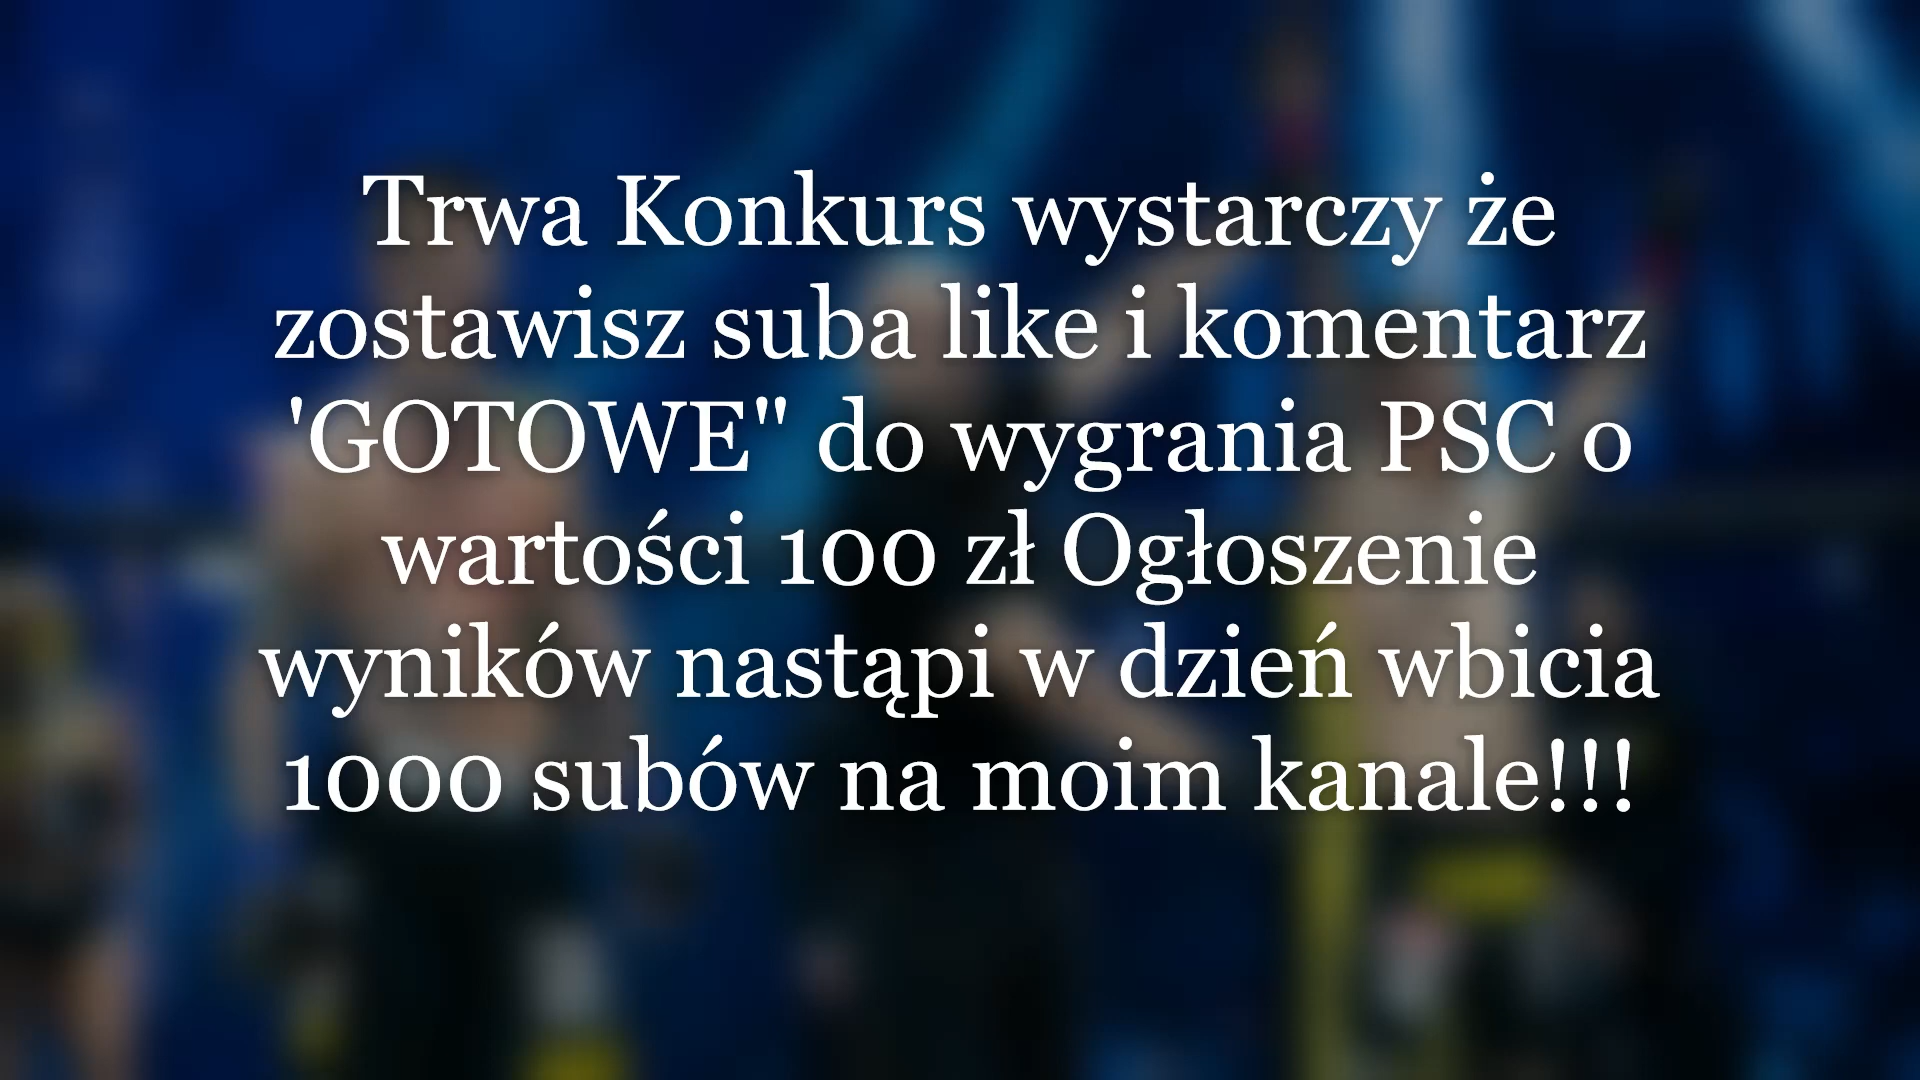 Trwa Konkurs wystarczy że
zostawisz suba like i komentarz
'GOTOWE" do wygrania PSC o
wartości 100 zł Ogłoszenie
wyników nastąpi w dzień wbicia
1000 subów na moim kanale!!!